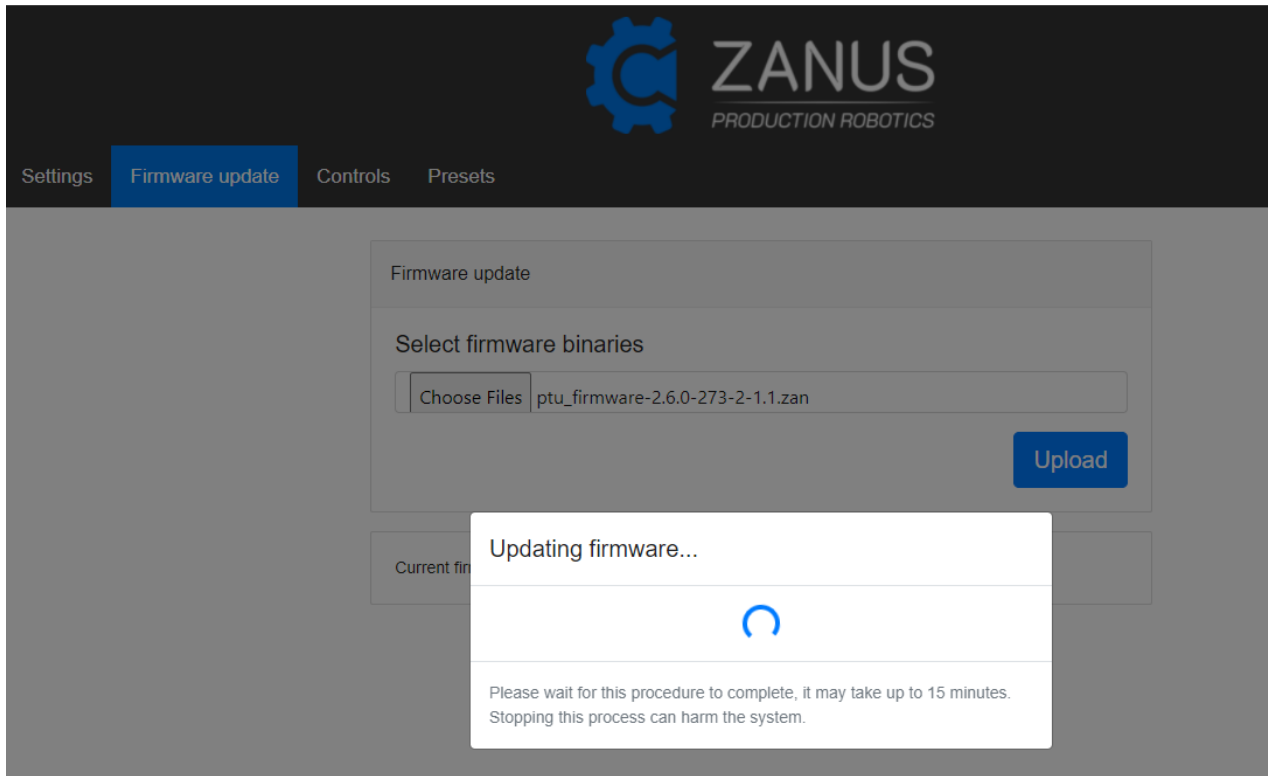 ZANUS
PRODUCTION ROBOTICS
Settings Firmware update Controls Presets
Firmware update
Select firmware binaries
Choose Files ptu_firmware-2.6.0-273-2-1.1.zan
Upload
Updating firmware...
Current
Please wait for this procedure to complete, it may take up to 15 minutes.
Stopping this process can harm the system.